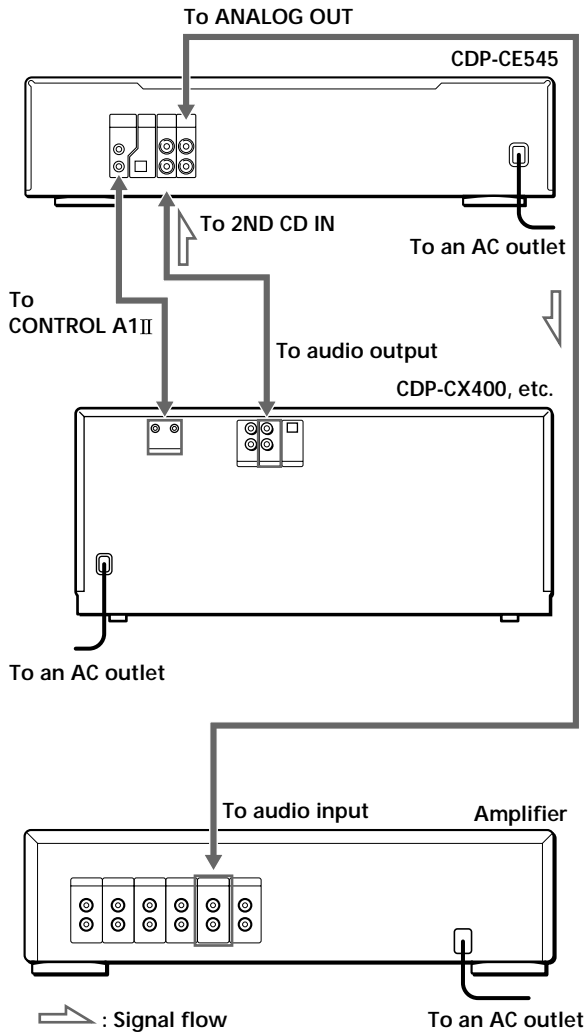 To ANALOG OUT
CDP-CE545
To 2ND CD IN
To an AC outlet
To
CONTROL A1Ⅱ
To audio output
CDP-CX400, etc.
To an AC outlet
To audio input
Amplifier
: Signal flow
To an AC outlet